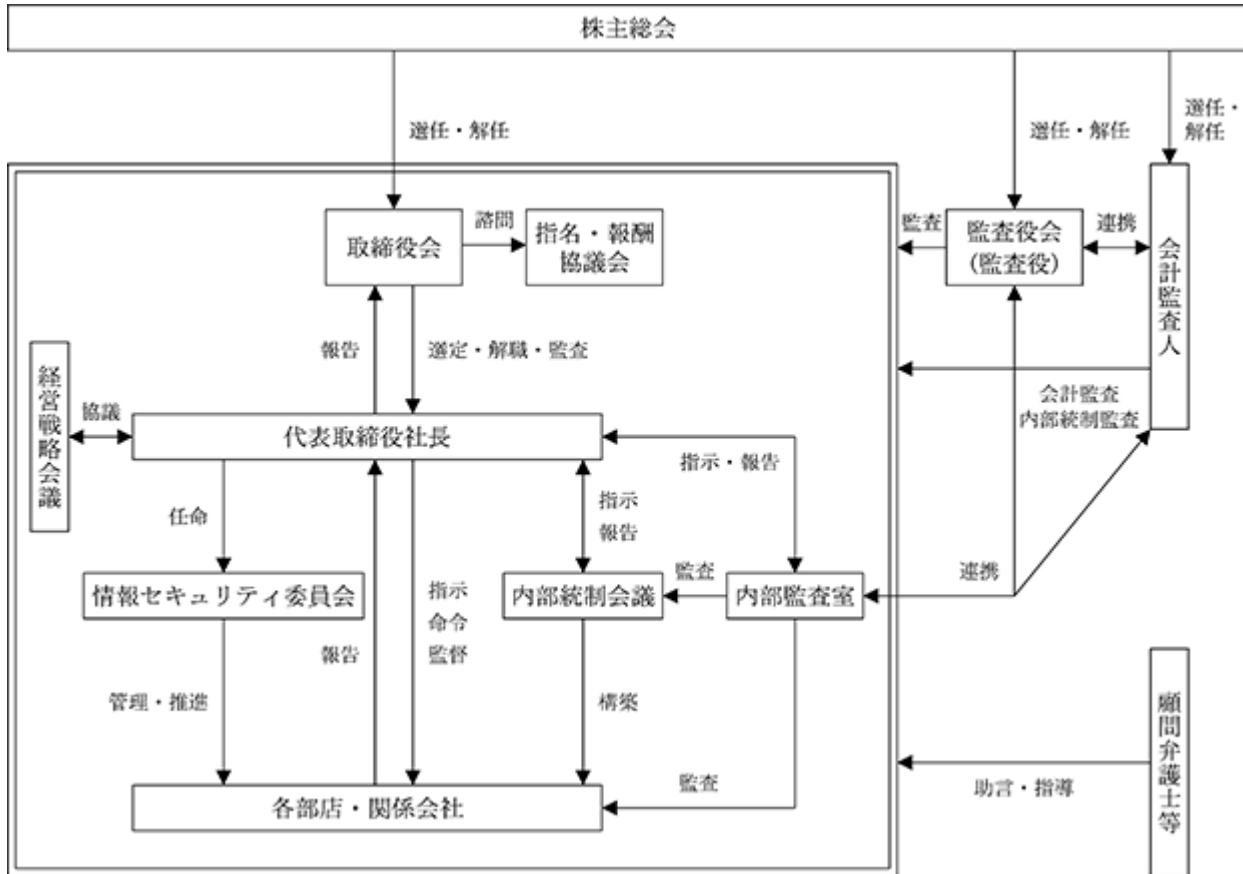 株主総会
選任・解任
選任・解任
選任・
解任
取締役会
諮問
指名・報酬
協議会
監査
監査役会
(監査役)
連携
会計監査人
報告
選定・解職・監査
経営戦略会議
協議
代表取締役社長
会計監査
内部統制監査
指示・報告
任命
指示
報告
情報セキュリティ委員会
指示
命令
監督
内部統制会議
監査
内部監査室
連携
報告
管理・推進
構築
顧問弁護士等
各部店・関係会社
監査
助言・指導